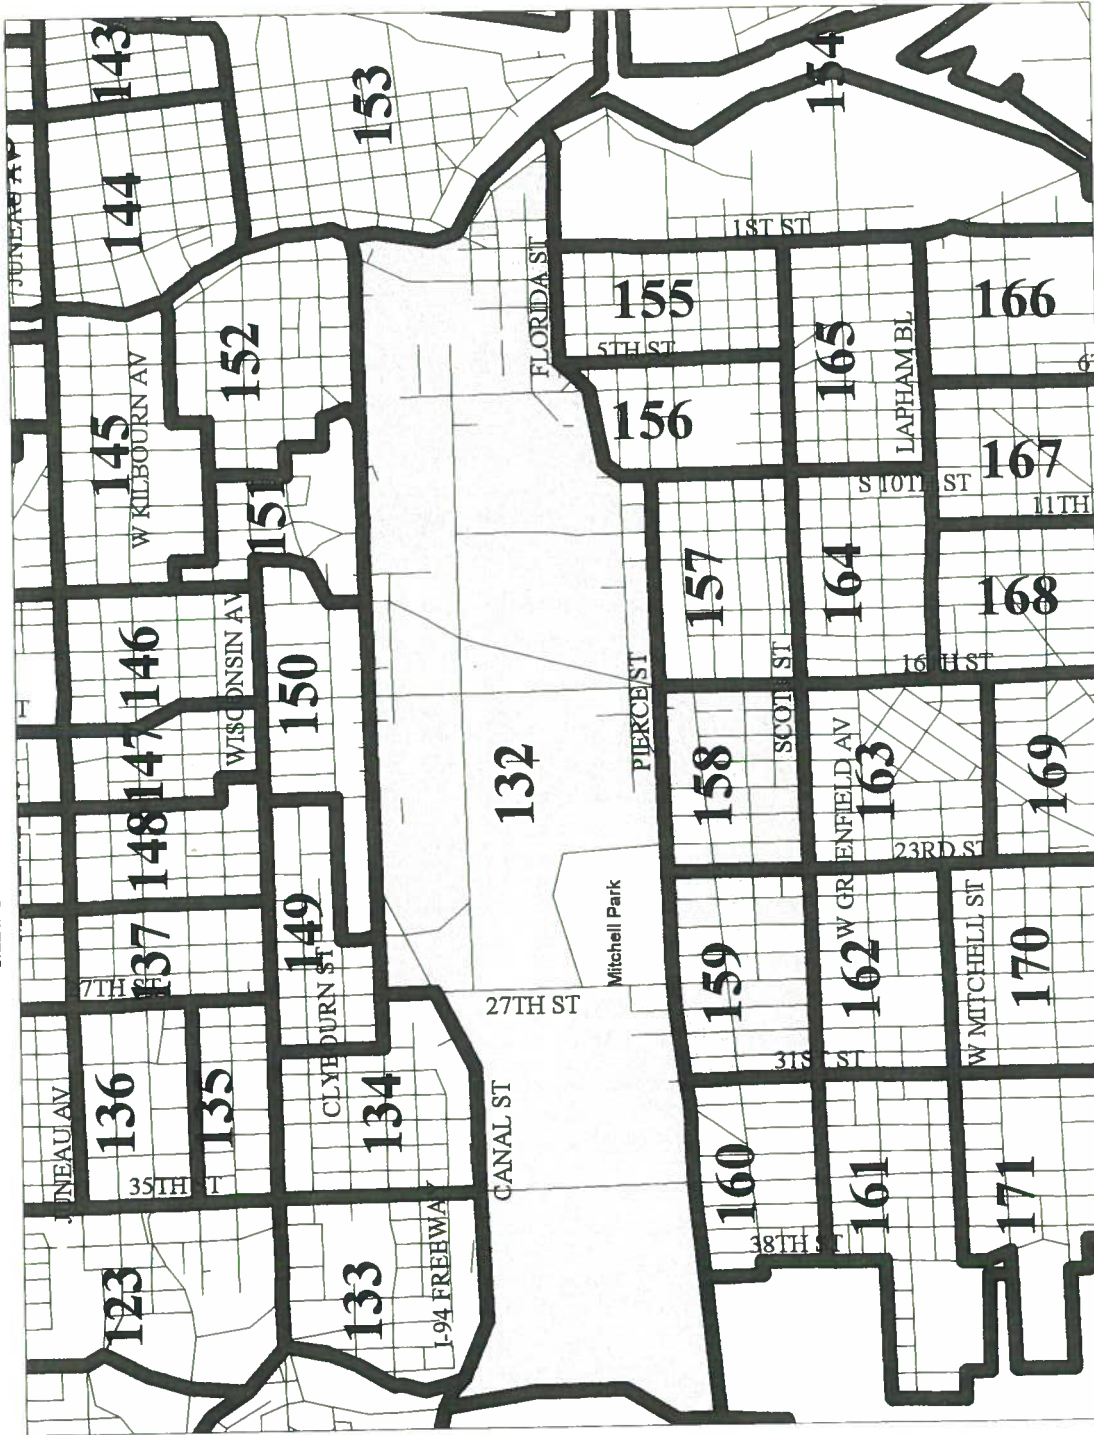 143
153
154
JUNEAU AV
144
1ST ST
FLORIDA ST
155
166
152
5TH ST
165
LAPHAM BL
W KILBOURN AV
145
156
167
S 10TH ST
11TH
151
157
164
168
146
WISCONSIN AV
150
16TH ST
PIERCE ST
SCOTT ST
147
132
158
W GREENFIELD AV
163
169
148
23RD ST
149
137
7TH ST
CLYBOURN ST
Mitchell Park
159
162
W MITCHELL ST
170
27TH ST
31ST ST
136
135
134
JUNEAU AV
35TH ST
CANAL ST
160
161
171
38TH ST
123
133
I-94 FREEWAY